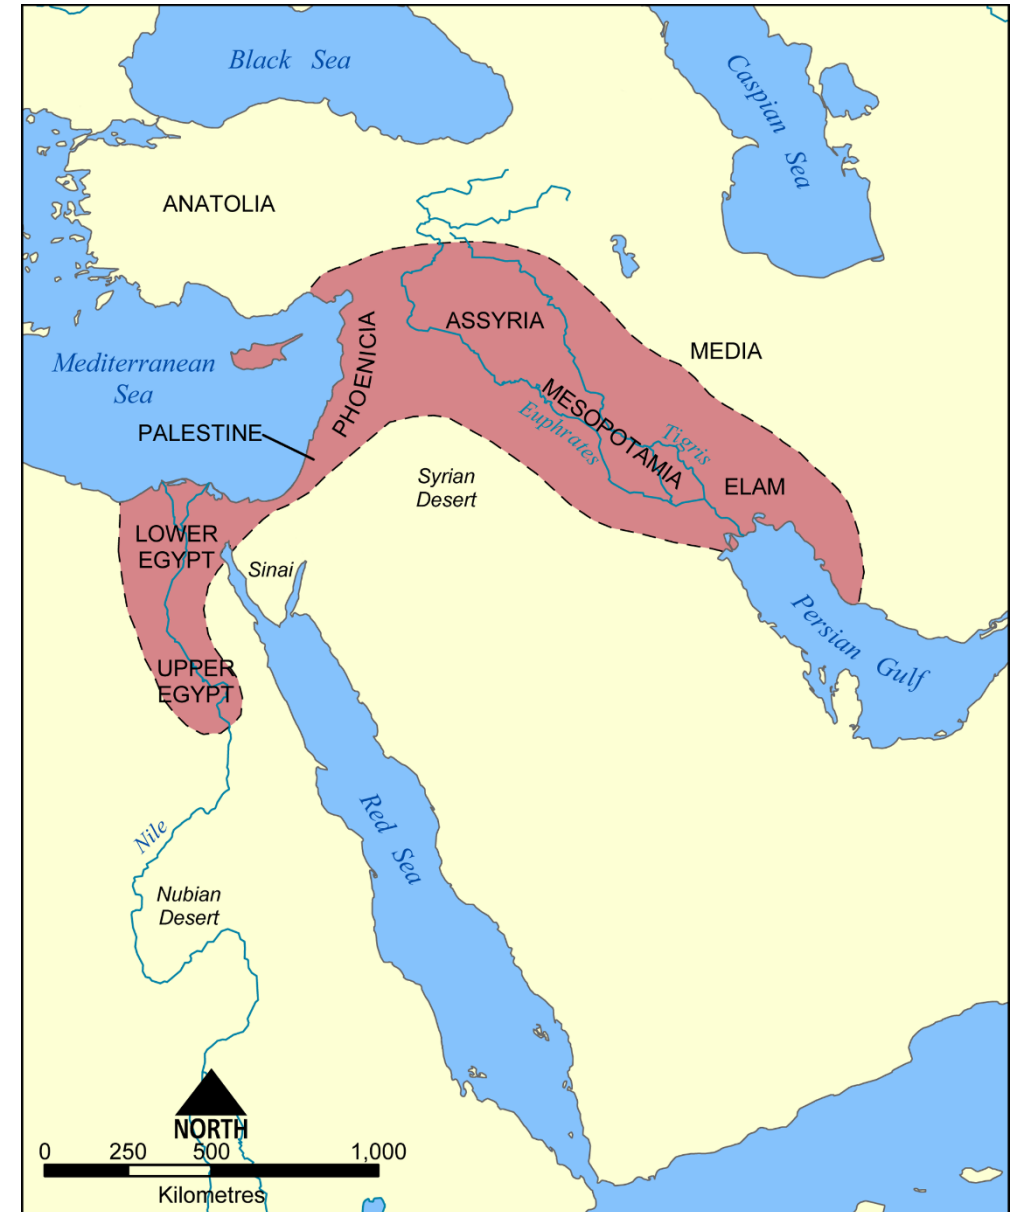 Black Sea
Caspian
Sea
ANATOLIA
ASSYRIA
MEDIA
PHOENICIA
Mediterranean
Sea
MESOPOTAMIA
Euphrates
Tigris
PALESTINE
Syrian
Desert
ELAM
LOWER
EGYPT
Sinai
Persian Gulf
UPPER
EGYPT
Red Sea
Nile
Nubian
Desert
NORTH
0 250 500 1,000
Kilometres